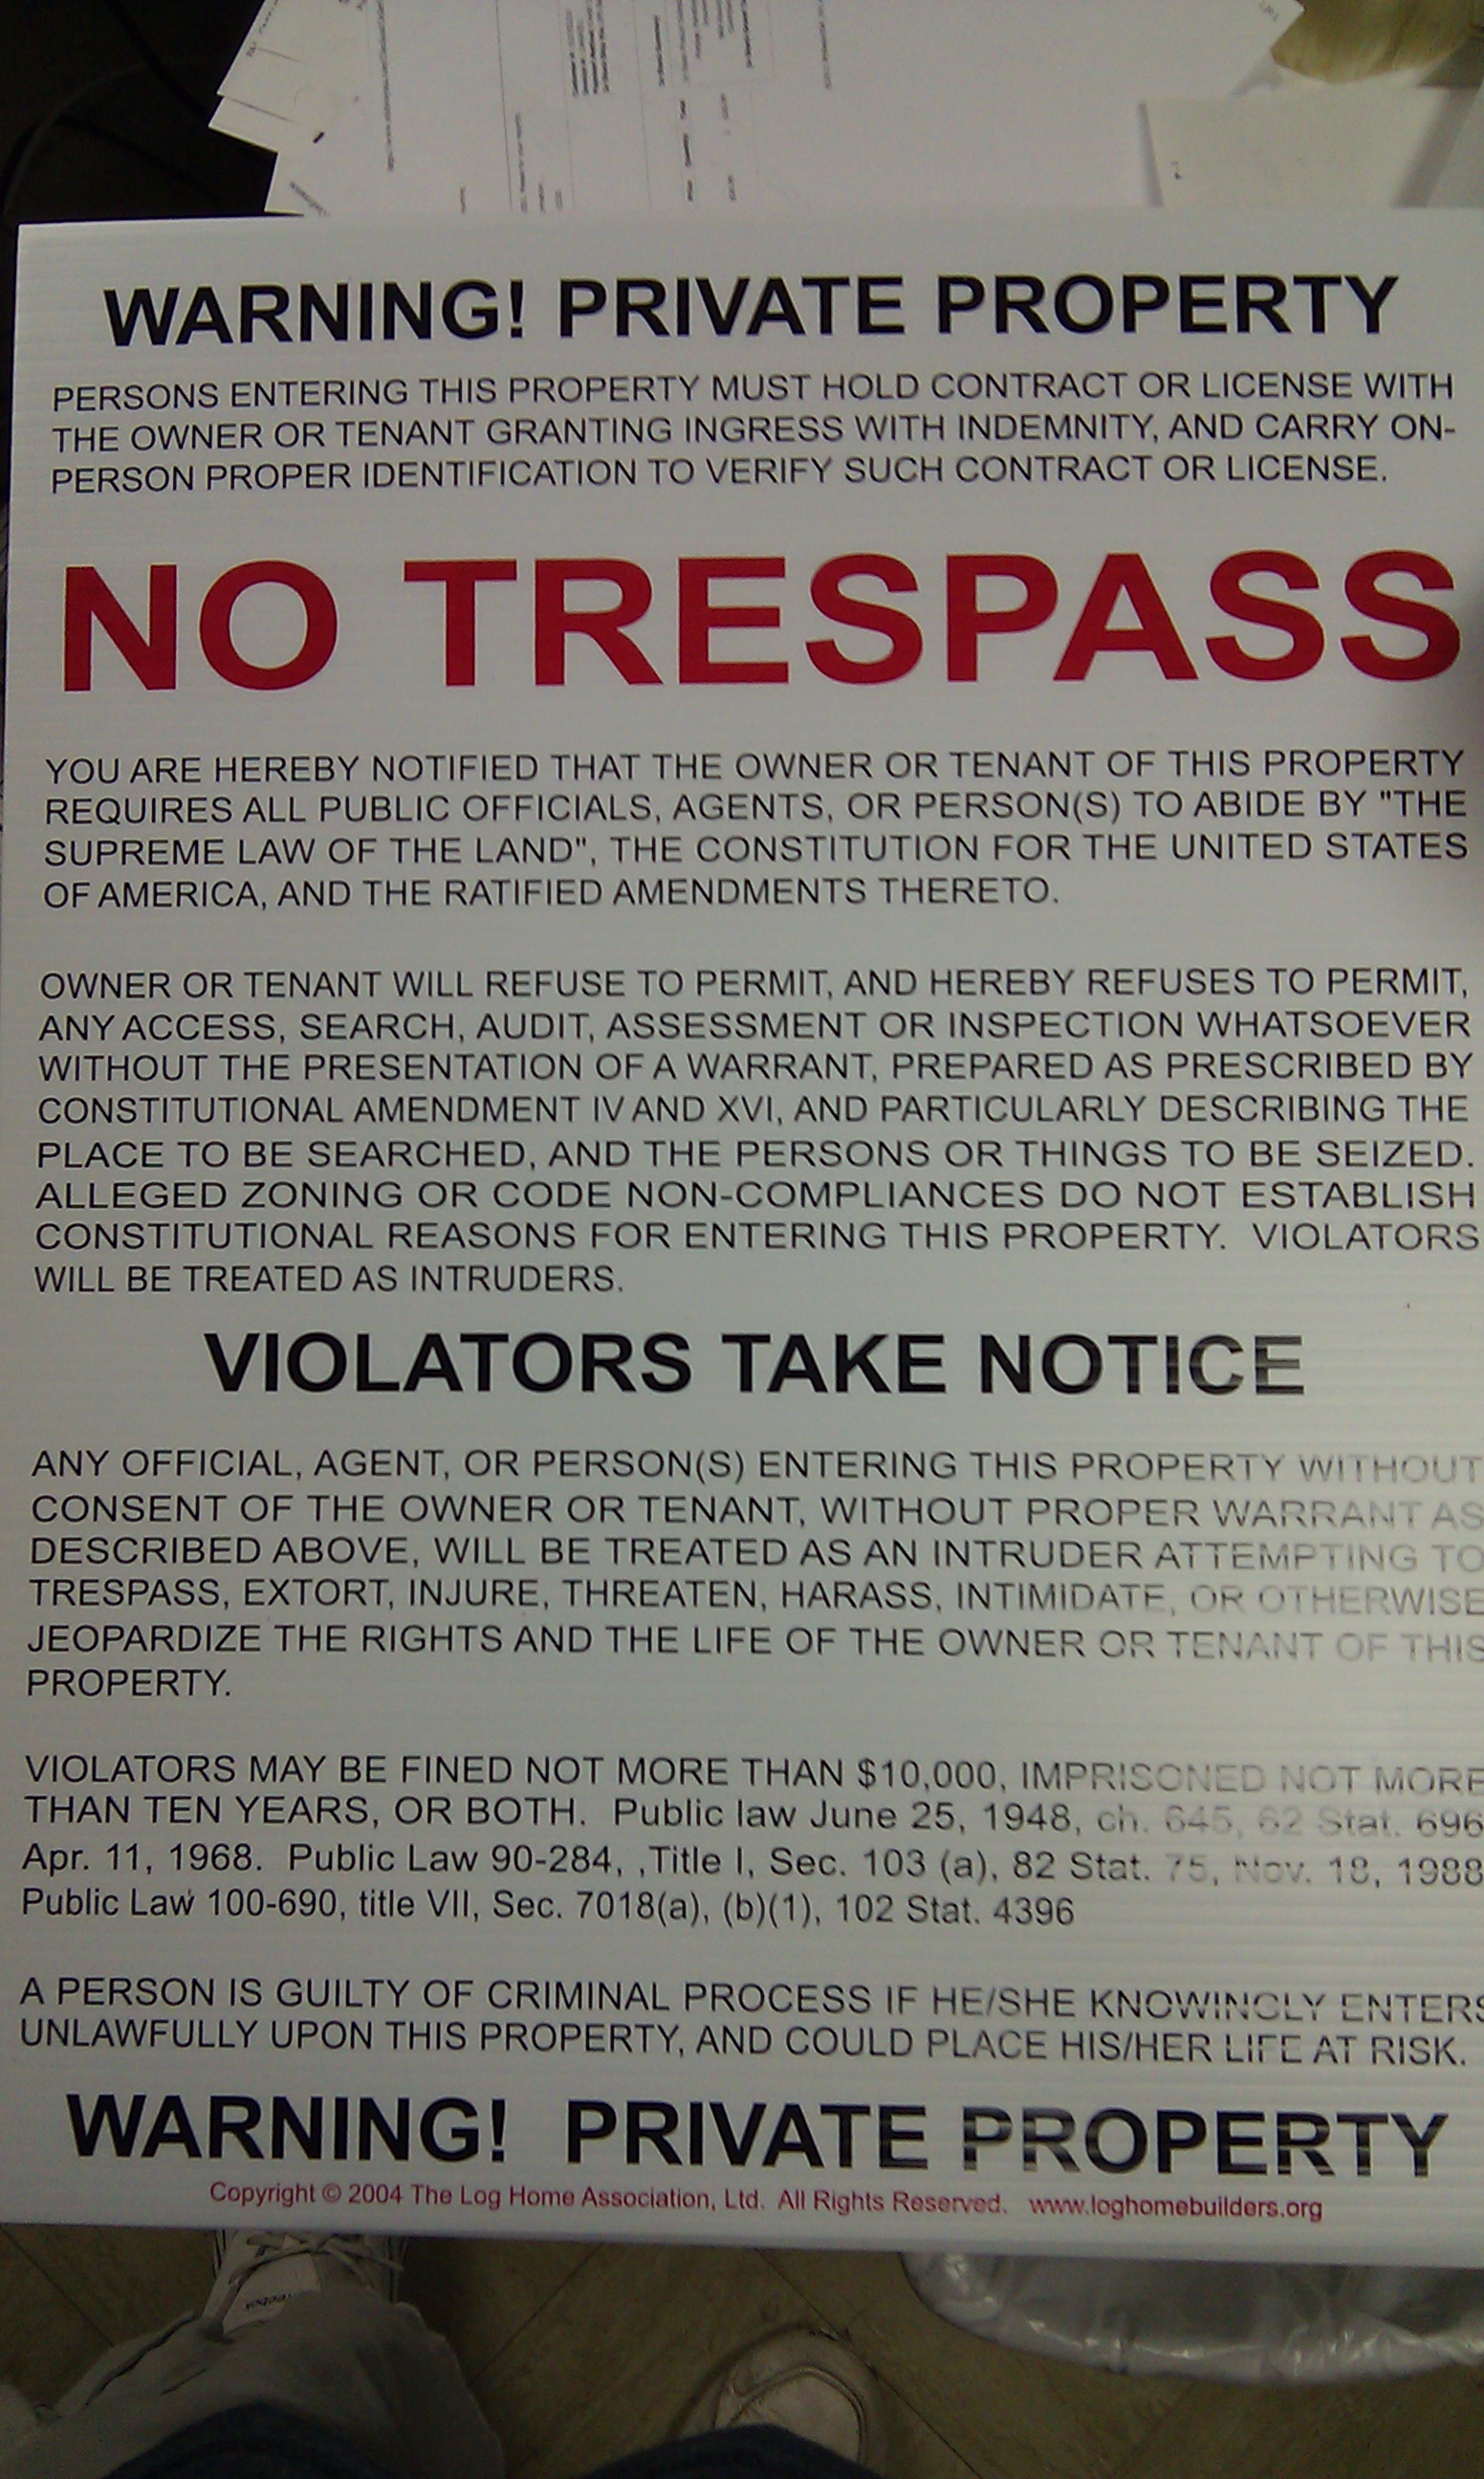 WARNING! PRIVATE PROPERTY
PERSONS ENTERING THIS PROPERTY MUST HOLD CONTRACT OR LICENSE WITH
THE OWNER OR TENANT GRANTING INGRESS WITH INDEMNITY, AND CARRY ON-
PERSON PROPER IDENTIFICATION TO VERIFY SUCH CONTRACT OR LICENSE.
NO TRESPASS
YOU ARE HEREBY NOTIFIED THAT THE OWNER OR TENANT OF THIS PROPERTY
REQUIRES ALL PUBLIC OFFICIALS, AGENTS, OR PERSON(S) TO ABIDE BY "THE
SUPREME LAW OF THE LAND", THE CONSTITUTION FOR THE UNITED STATES
OF AMERICA, AND THE RATIFIED AMENDMENTS THERETO.
OWNER OR TENANT WILL REFUSE TO PERMIT, AND HEREBY REFUSES TO PERMIT,
ANY ACCESS, SEARCH, AUDIT, ASSESSMENT OR INSPECTION WHATSOEVER
WITHOUT THE PRESENTATION OF A WARRANT, PREPARED AS PRESCRIBED BY
CONSTITUTIONAL AMENDMENT IV AND XVI, AND PARTICULARLY DESCRIBING THE
PLACE TO BE SEARCHED, AND THE PERSONS OR THINGS TO BE SEIZED.
ALLEGED ZONING OR CODE NON-COMPLIANCES DO NOT ESTABLISH
CONSTITUTIONAL REASONS FOR ENTERING THIS PROPERTY. VIOLATORS
WILL BE TREATED AS INTRUDERS.
VIOLATORS TAKE NOTICE
ANY OFFICIAL, AGENT, OR PERSON(S) ENTERING THIS PROPERTY WITHOUT
CONSENT OF THE OWNER OR TENANT, WITHOUT PROPER WARRANT AS
DESCRIBED ABOVE, WILL BE TREATED AS AN INTRUDER ATTEMPTING TO
TRESPASS, EXTORT, INJURE, THREATEN, HARASS, INTIMIDATE, OR OTHERWISE
JEOPARDIZE THE RIGHTS AND THE LIFE OF THE OWNER OR TENANT OF THIS
PROPERTY.
VIOLATORS MAY BE FINED NOT MORE THAN $10,000, IMPRISONED NOT MORE
THAN TEN YEARS, OR BOTH. Public law June 25, 1948, ch. 645, 62 Stat. 696
Apr. 11, 1968. Public Law 90-284, ,Title I, Sec. 103 (a), 82 Stat. 75, Nov. 18, 1988
Public Law 100-690, title VII, Sec. 7018(a), (b)(1), 102 Stat. 4396
A PERSON IS GUILTY OF CRIMINAL PROCESS IF HE/SHE KNOWINGLY ENTERS
UNLAWFULLY UPON THIS PROPERTY, AND COULD PLACE HIS/HER LIFE AT RISK.
WARNING! PRIVATE PROPERTY
Copyright © 2004 The Log Home Association, Ltd. All Rights Reserved. www.loghomebuilders.org